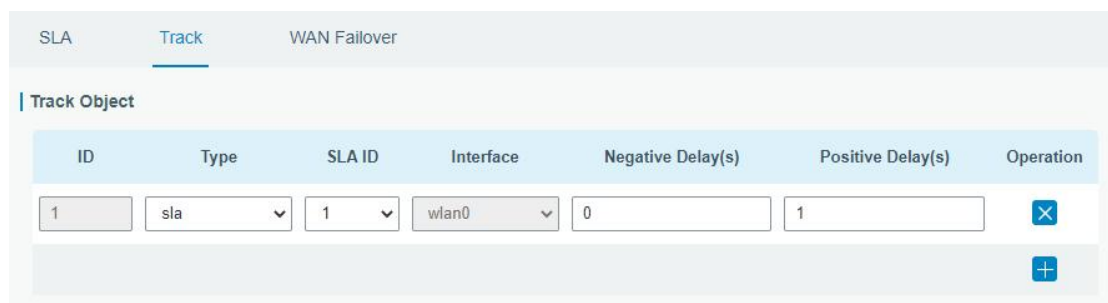 SLA Track WAN Failover
Track Object
ID Type SLA ID Interface Negative Delay(s) Positive Delay(s) Operation
1 sla 1 wlan0 0 1